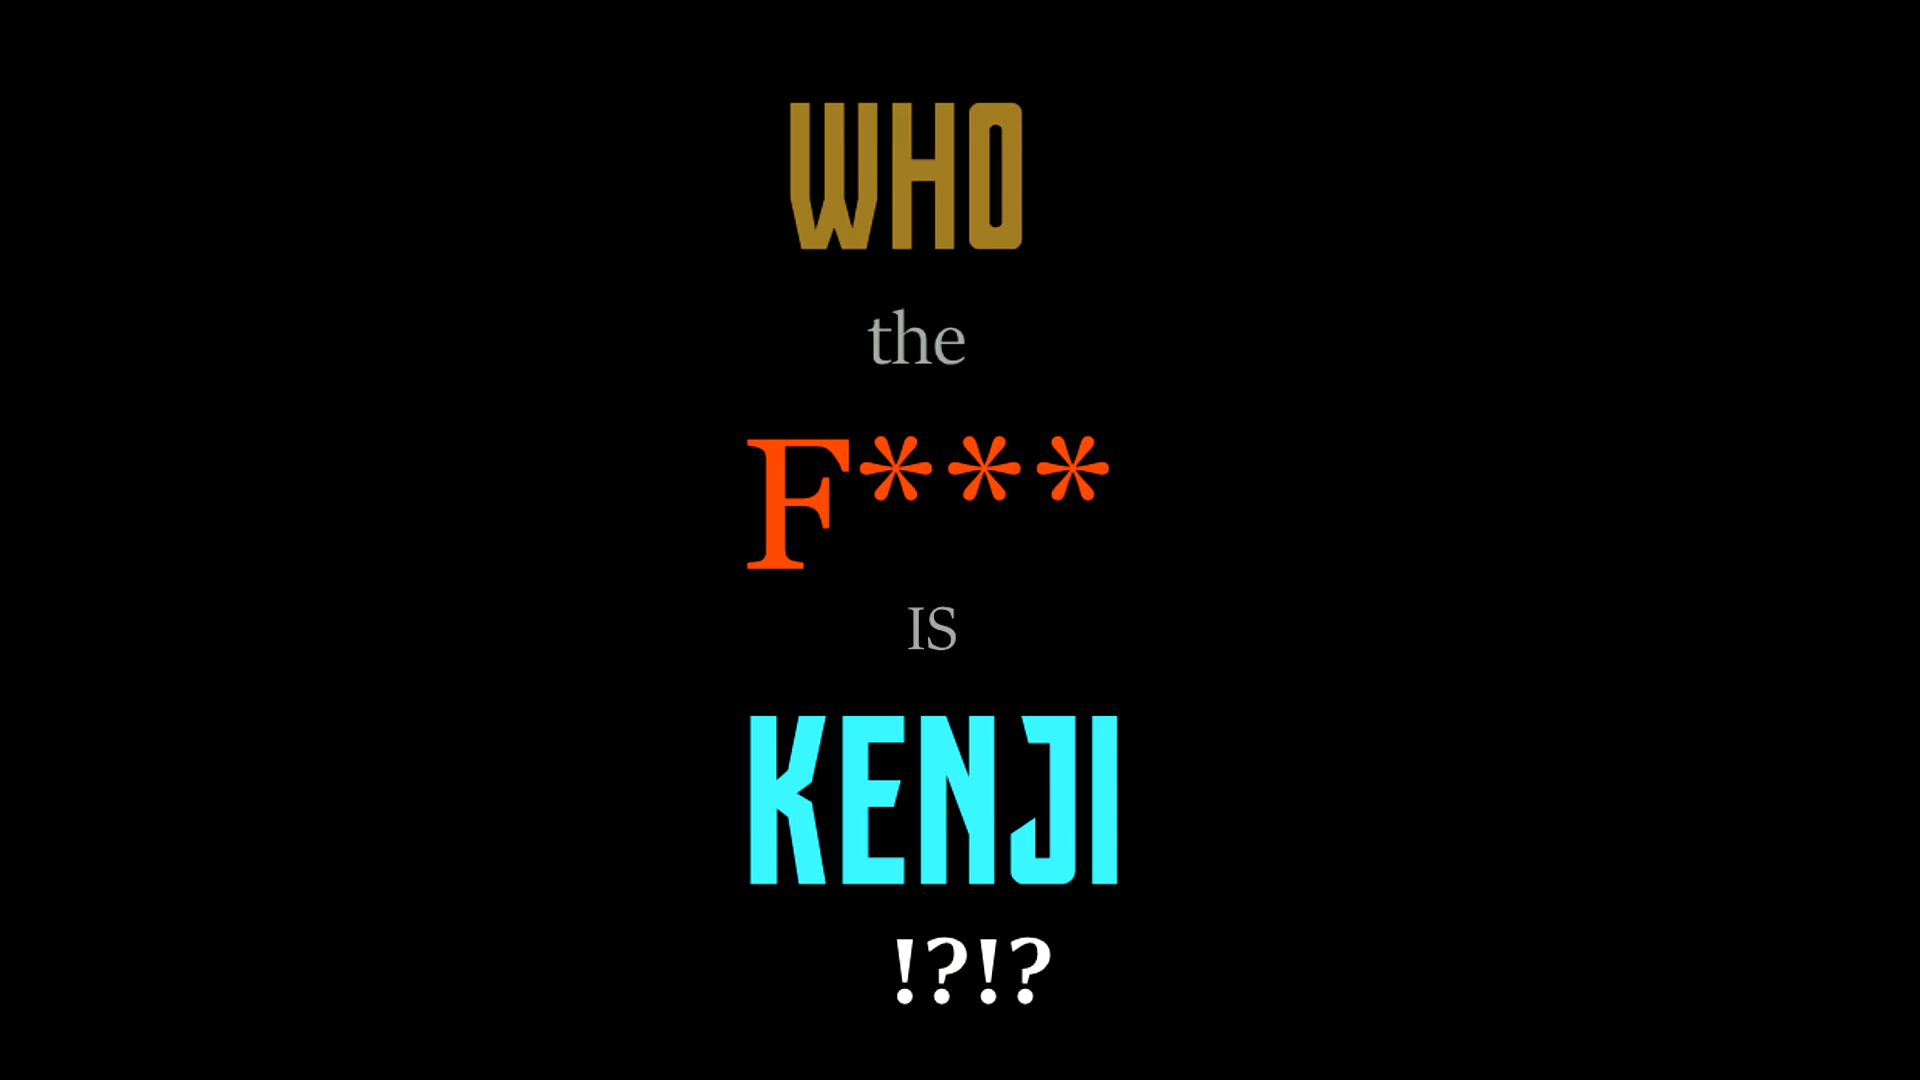 WHO
the
F***
IS
KENJI
!?!?